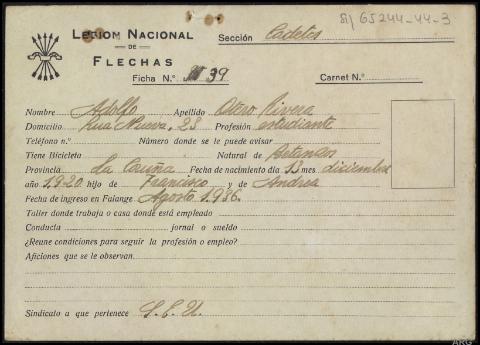 SI/ 65244-44-3
LEGION NACIONAL
DE
FLECHAS
Sección Cadetes
Ficha N.º 39
Carnet N.º
Nombre Adolfo Apellido Otero Rivera
Domicilio Rua Nueva. 23 Profesión estudiante
Teléfono n.º Número donde se le puede avisar
Tiene Bicicleta Natural de Betanzos
Provincia La Coruña Fecha de nacimiento día 13 mes diciembre
año 1920 hijo de Francisco y de Andrea
Fecha de ingreso en Falange Agosto 1.936.
Taller donde trabaja o casa donde está empleado
Conducta jornal o sueldo
¿Reune condiciones para seguir la profesión o empleo?
Aficiones que se le observan
Sindicato a que pertenece S.E.U.
ARG